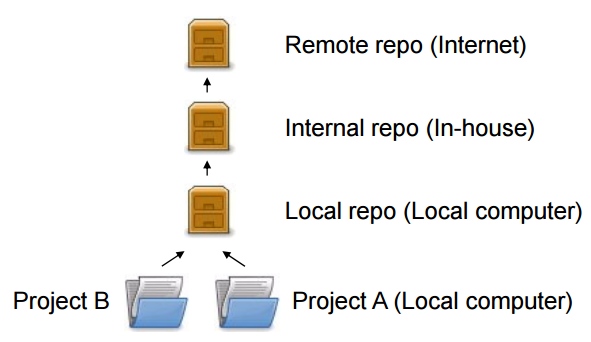 Remote repo (Internet)
Internal repo (In-house)
Local repo (Local computer)
Project B
Project A (Local computer)